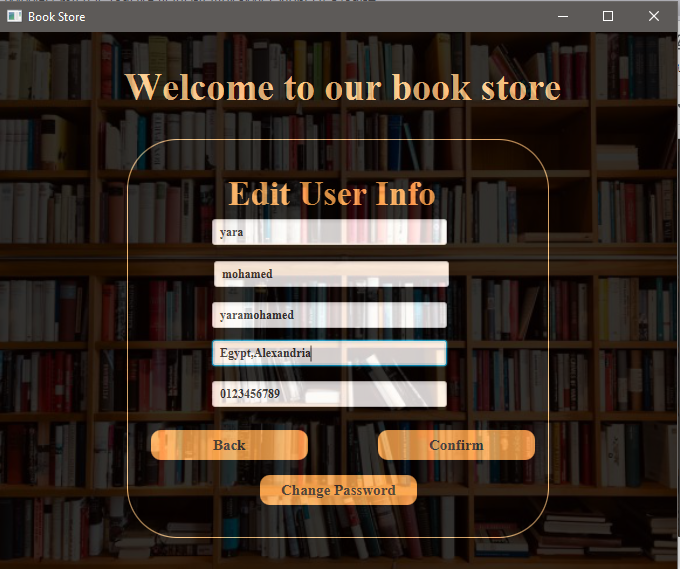 Book Store
Welcome to our book store
Edit User Info
yara
mohamed
yaramohamed
Egypt,Alexandria
0123456789
Back
Confirm
Change Password